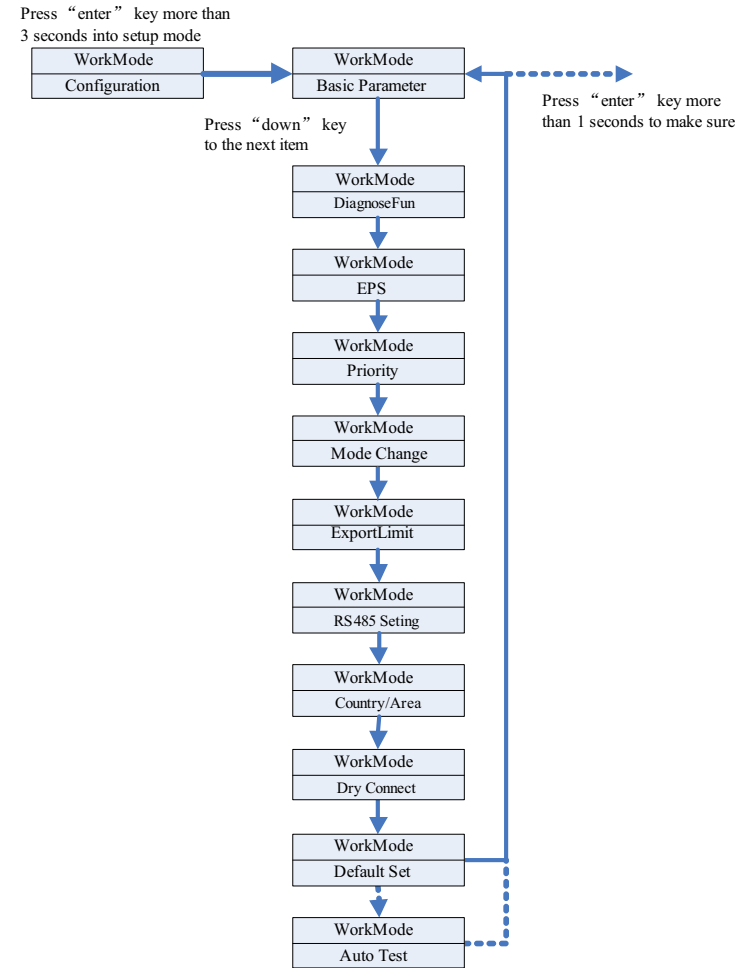 Press “enter” key more than
3 seconds into setup mode
WorkMode
Configuration
WorkMode
Basic Parameter
Press “enter” key more
than 1 seconds to make sure
Press “down” key
to the next item
WorkMode
DiagnoseFun
WorkMode
EPS
WorkMode
Priority
WorkMode
Mode Change
WorkMode
ExportLimit
WorkMode
RS485 Seting
WorkMode
Country/Area
WorkMode
Dry Connect
WorkMode
Default Set
WorkMode
Auto Test